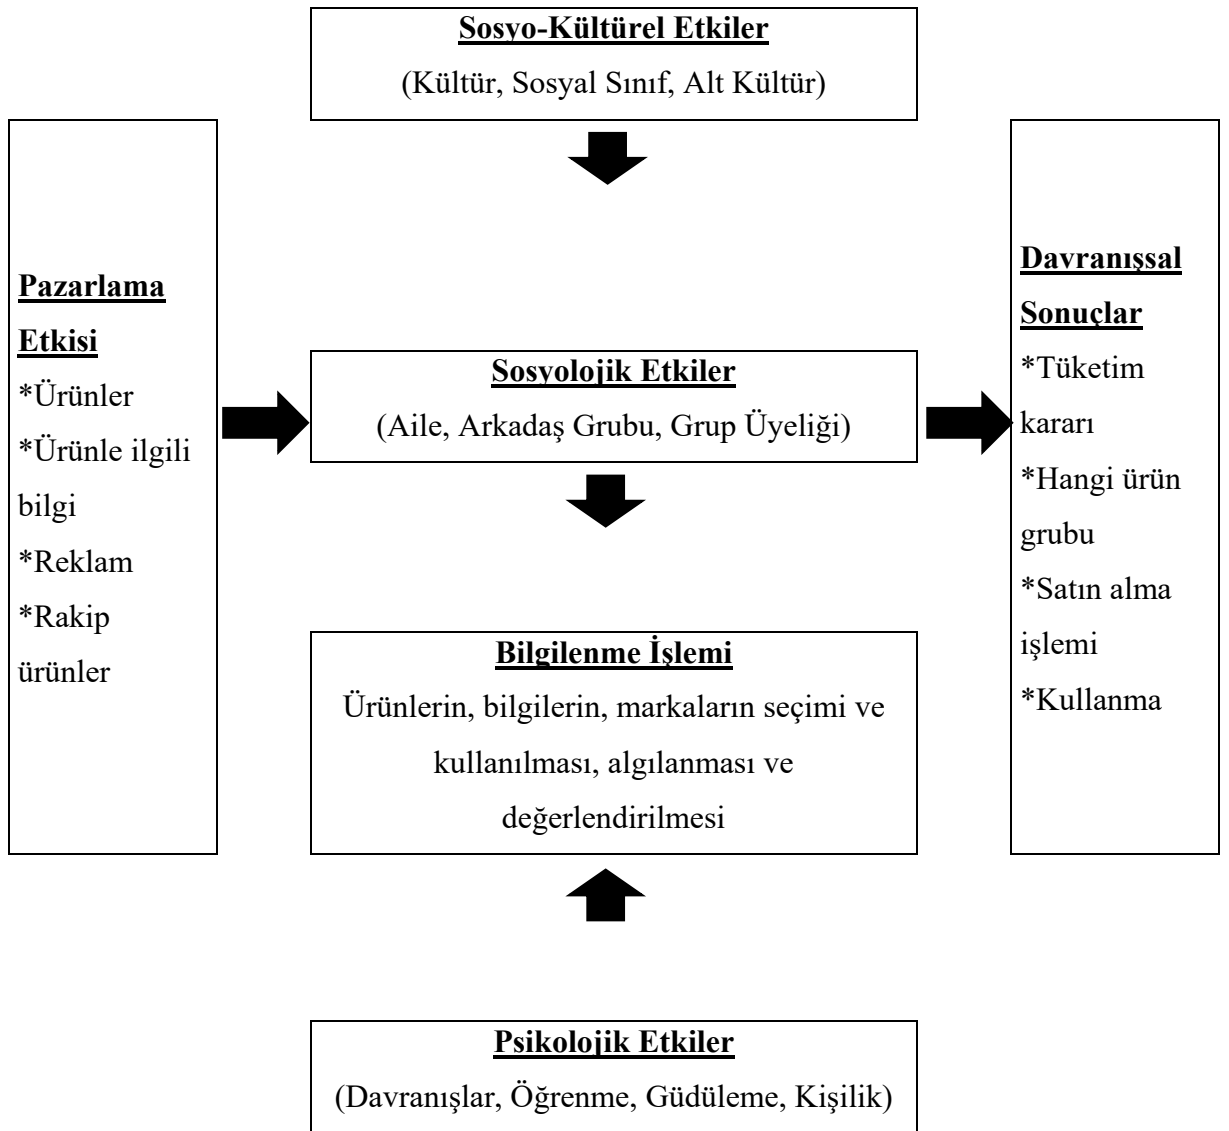 Sosyo-Kültürel Etkiler
(Kültür, Sosyal Sınıf, Alt Kültür)
Pazarlama
Etkisi
*Ürünler
*Ürünle ilgili
bilgi
*Reklam
*Rakip
ürünler
Sosyolojik Etkiler
(Aile, Arkadaş Grubu, Grup Üyeliği)
Bilgilenme İşlemi
Ürünlerin, bilgilerin, markaların seçimi ve
kullanılması, algılanması ve
değerlendirilmesi
Psikolojik Etkiler
(Davranışlar, Öğrenme, Güdüleme, Kişilik)
Davranışsal
Sonuçlar
*Tüketim
kararı
*Hangi ürün
grubu
*Satın alma
işlemi
*Kullanma